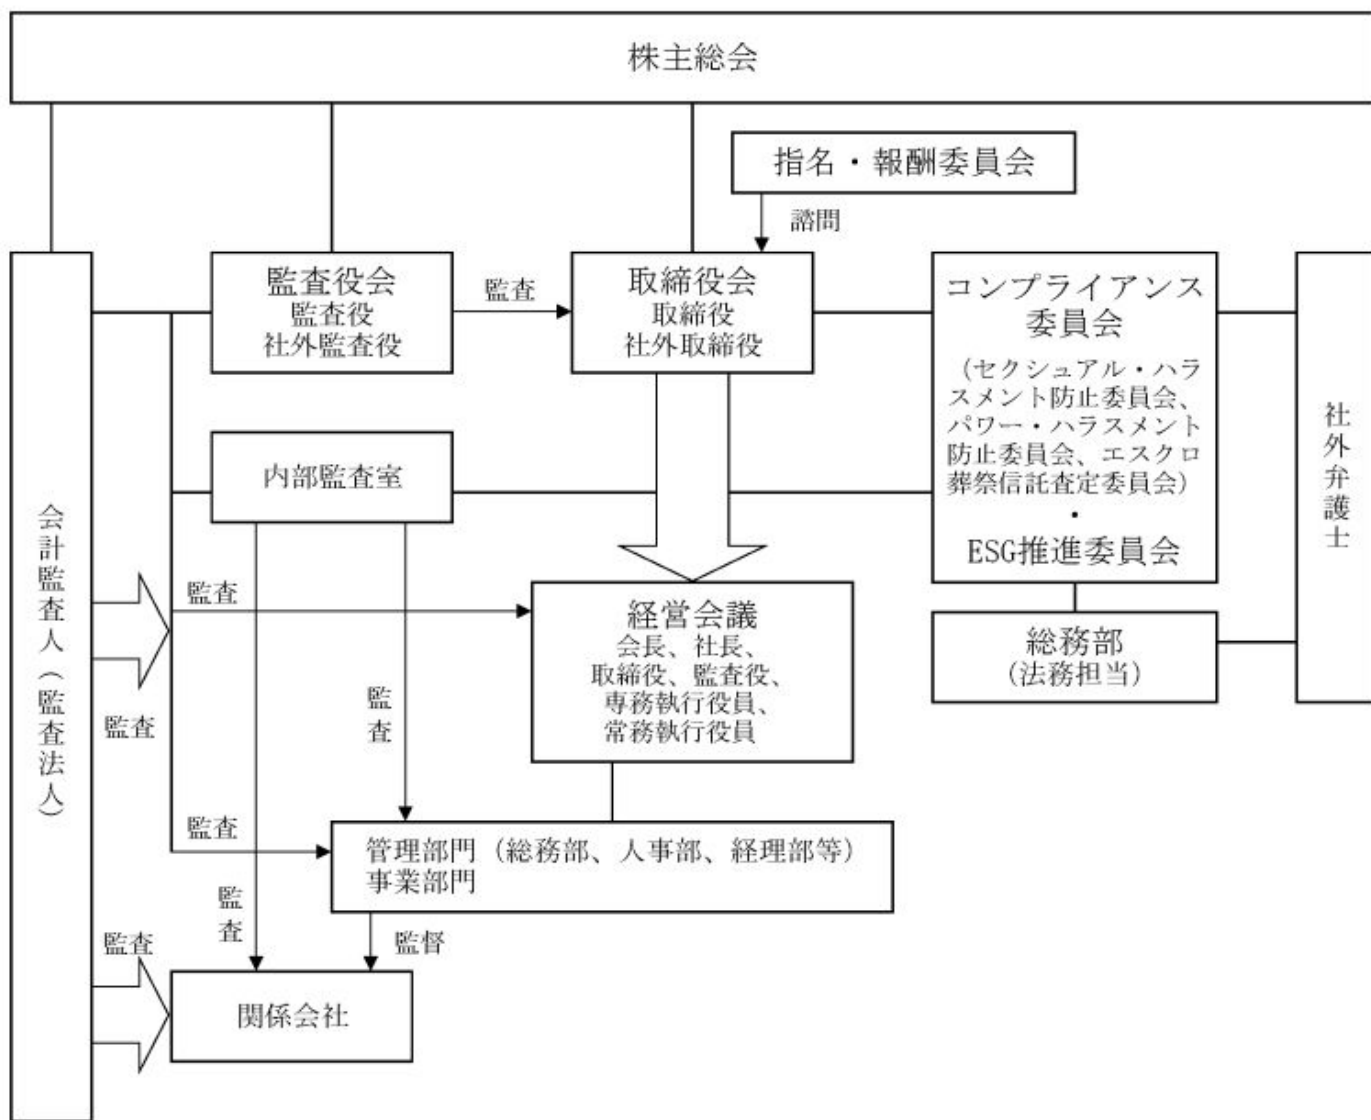 株主総会
指名・報酬委員会
諮問
監査役会
監査役
社外監査役
監査
取締役会
取締役
社外取締役
コンプライアンス
委員会
（セクシュアル・ハラ
スメント防止委員会、
パワー・ハラスメント
防止委員会、エスクロ
葬祭信託査定委員会）
・
ESG推進委員会
社外弁護士
内部監査室
会計監査人（監査法人）
監査
監査
監査
経営会議
会長、社長、
取締役、監査役、
専務執行役員、
常務執行役員
総務部
（法務担当）
監査
管理部門（総務部、人事部、経理部等）
事業部門
監査
監査
監督
関係会社